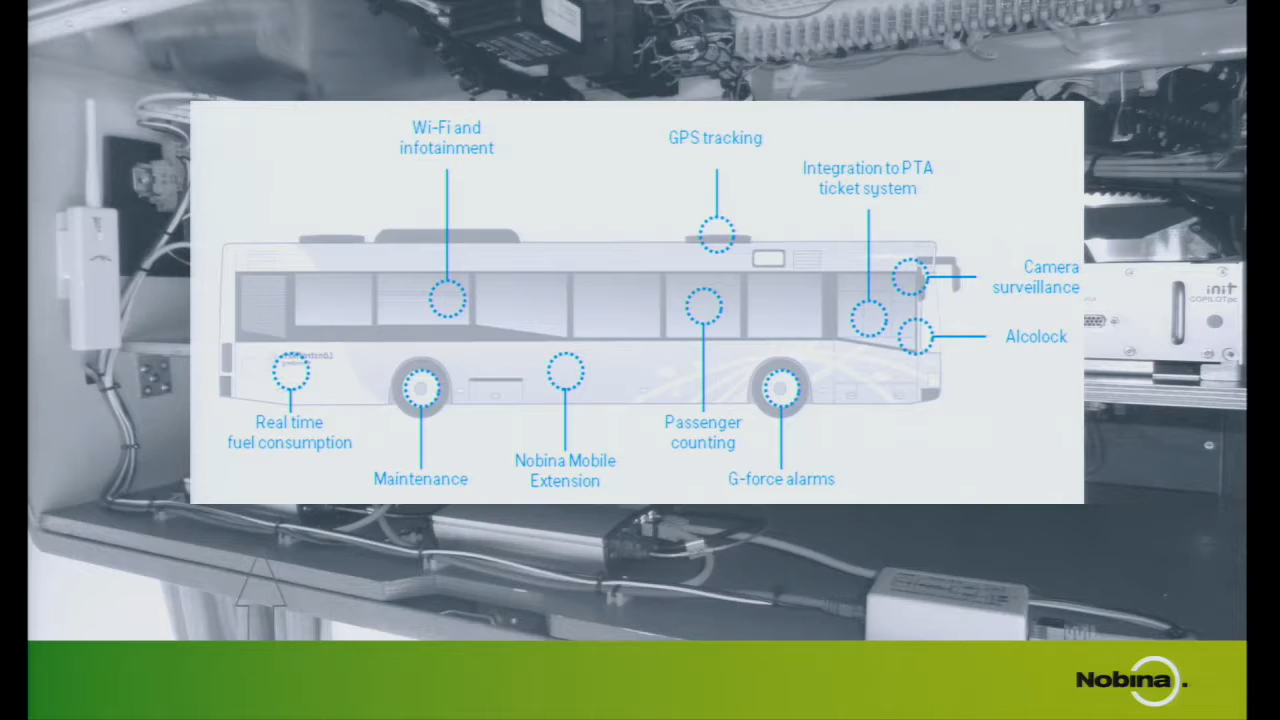 Wi-Fi and
infotainment
GPS tracking
Integration to PTA
ticket system
Camera
surveillance
Alcolock
init
COPILOTpc
Real time
fuel consumption
Maintenance
Nobina Mobile
Extension
Passenger
counting
G-force alarms
Nobina